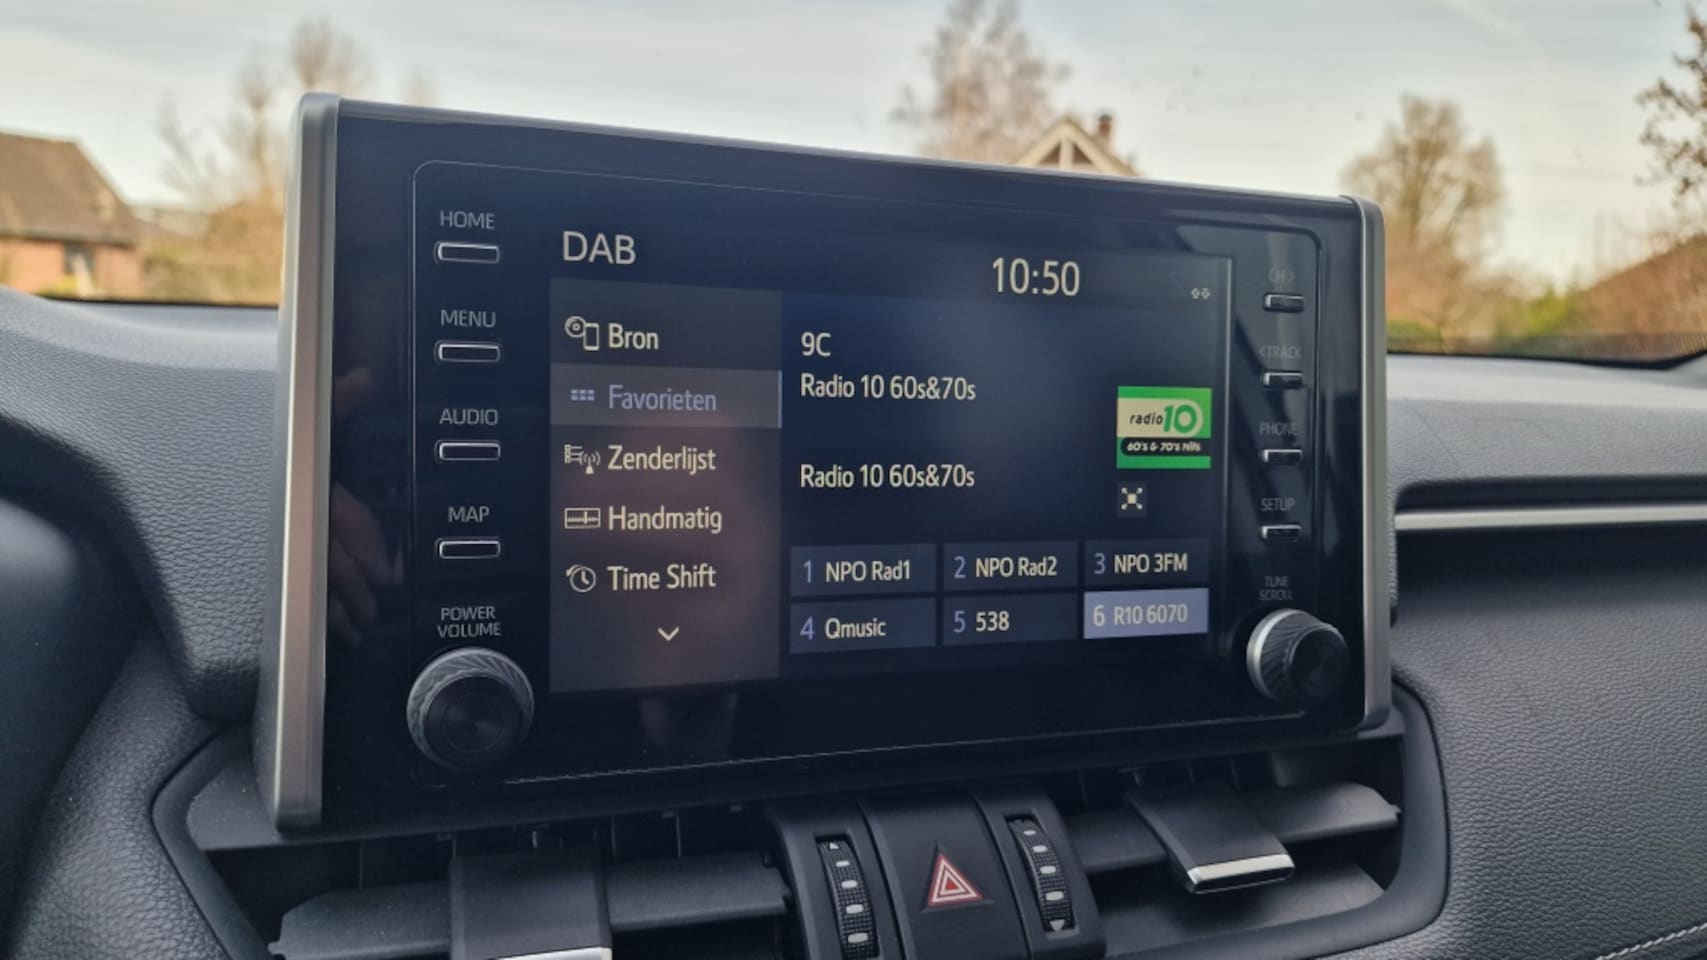 HOME
MENU
AUDIO
MAP
POWER
VOLUME
DAB
10:50
Bron
Favorieten
Zenderlijst
Handmatig
Time Shift
9C
Radio 10 60s&70s
Radio 10 60s&70s
radio10
60's & 70's Hits
1 NPO Rad1
2 NPO Rad2
3 NPO 3FM
4 Qmusic
5 538
6 R10 6070
CH>
<TRACK
PHONE
SETUP
TUNE
SCROLL